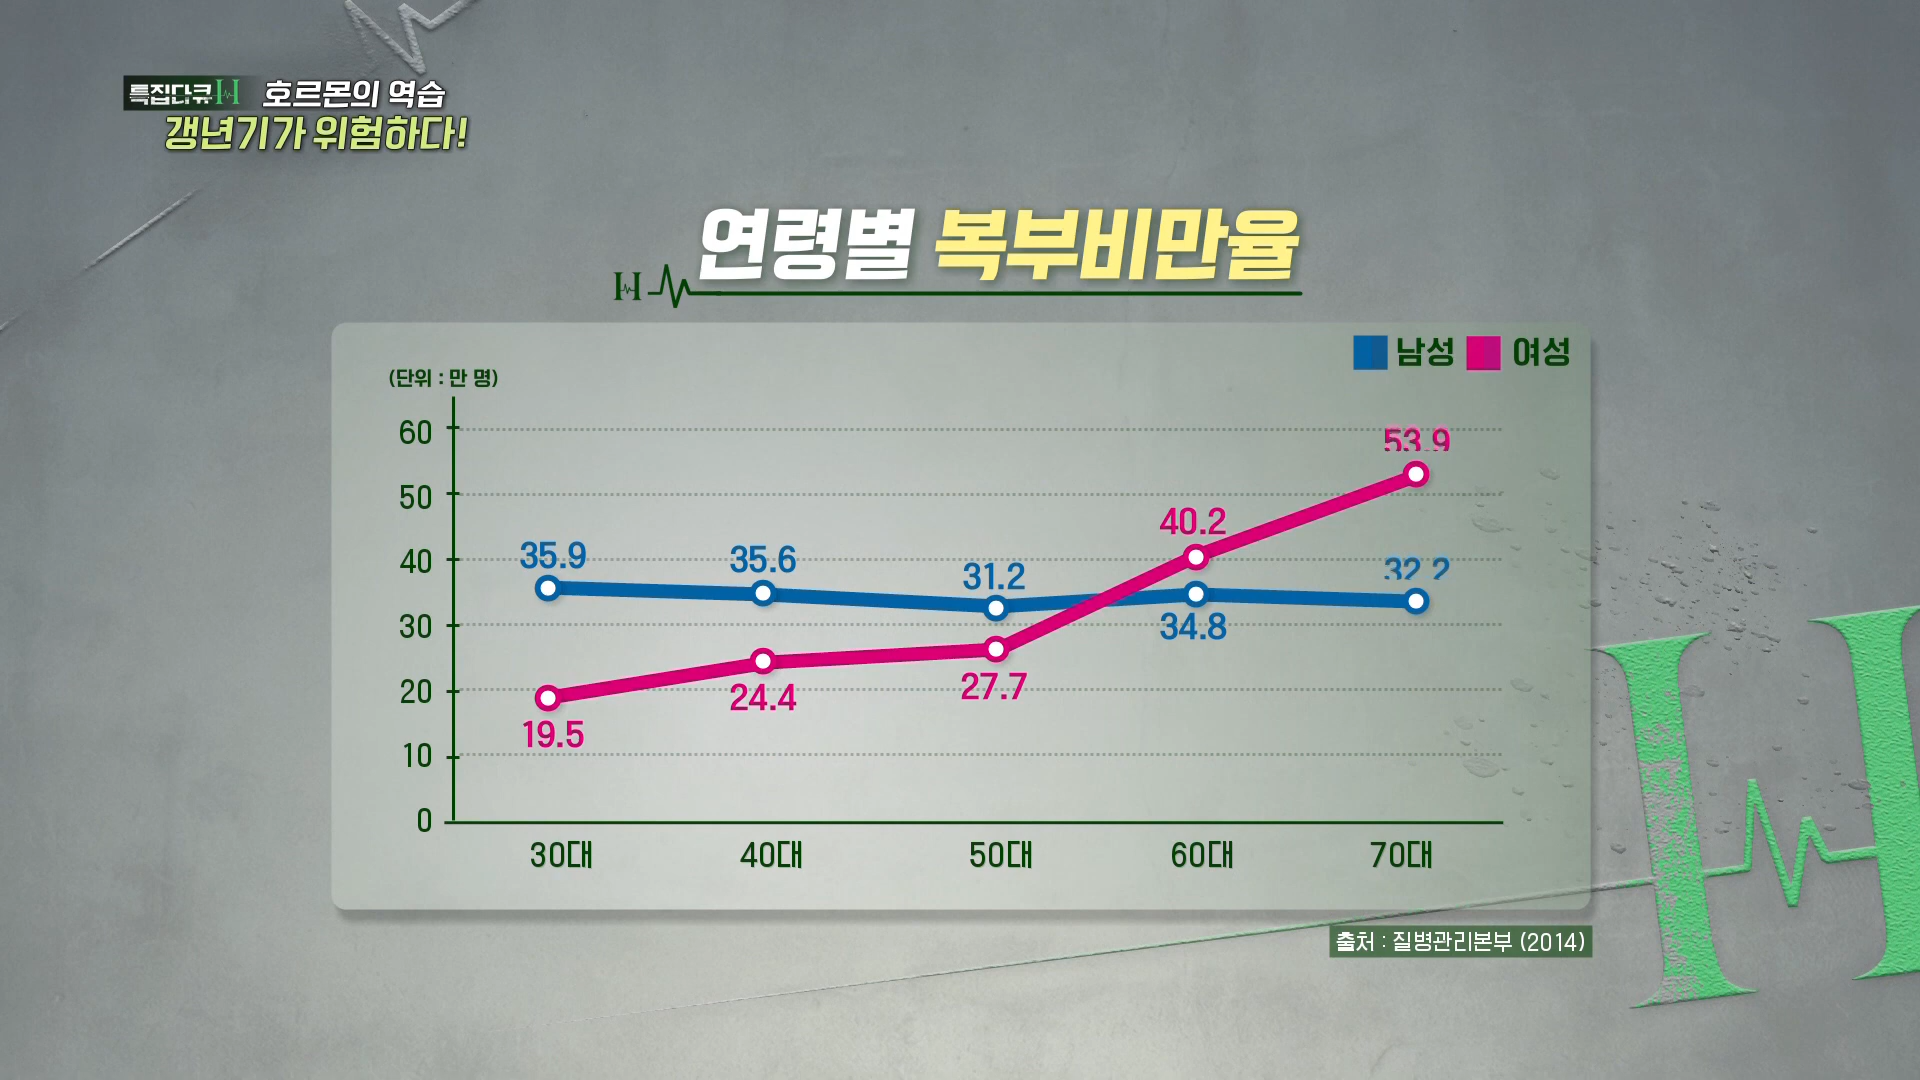 특집다큐H 호르몬의 역습
갱년기가 위험하다!
연령별 복부비만율
H
남성 여성
(단위 : 만 명)
60
50
40
30
20
10
0
35.9 35.6 31.2 34.8 32.2
19.5 24.4 27.7 40.2 53.9
30대 40대 50대 60대 70대
출처 : 질병관리본부 (2014)
H